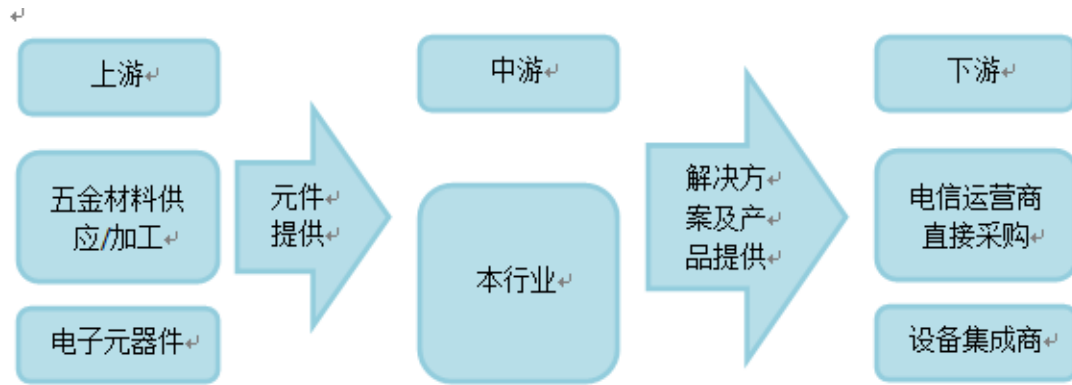 上游
中游
下游
五金材料供
应/加工
元件
提供
本行业
解决方
案及产
品提供
电信运营商
直接采购
电子元器件
设备集成商